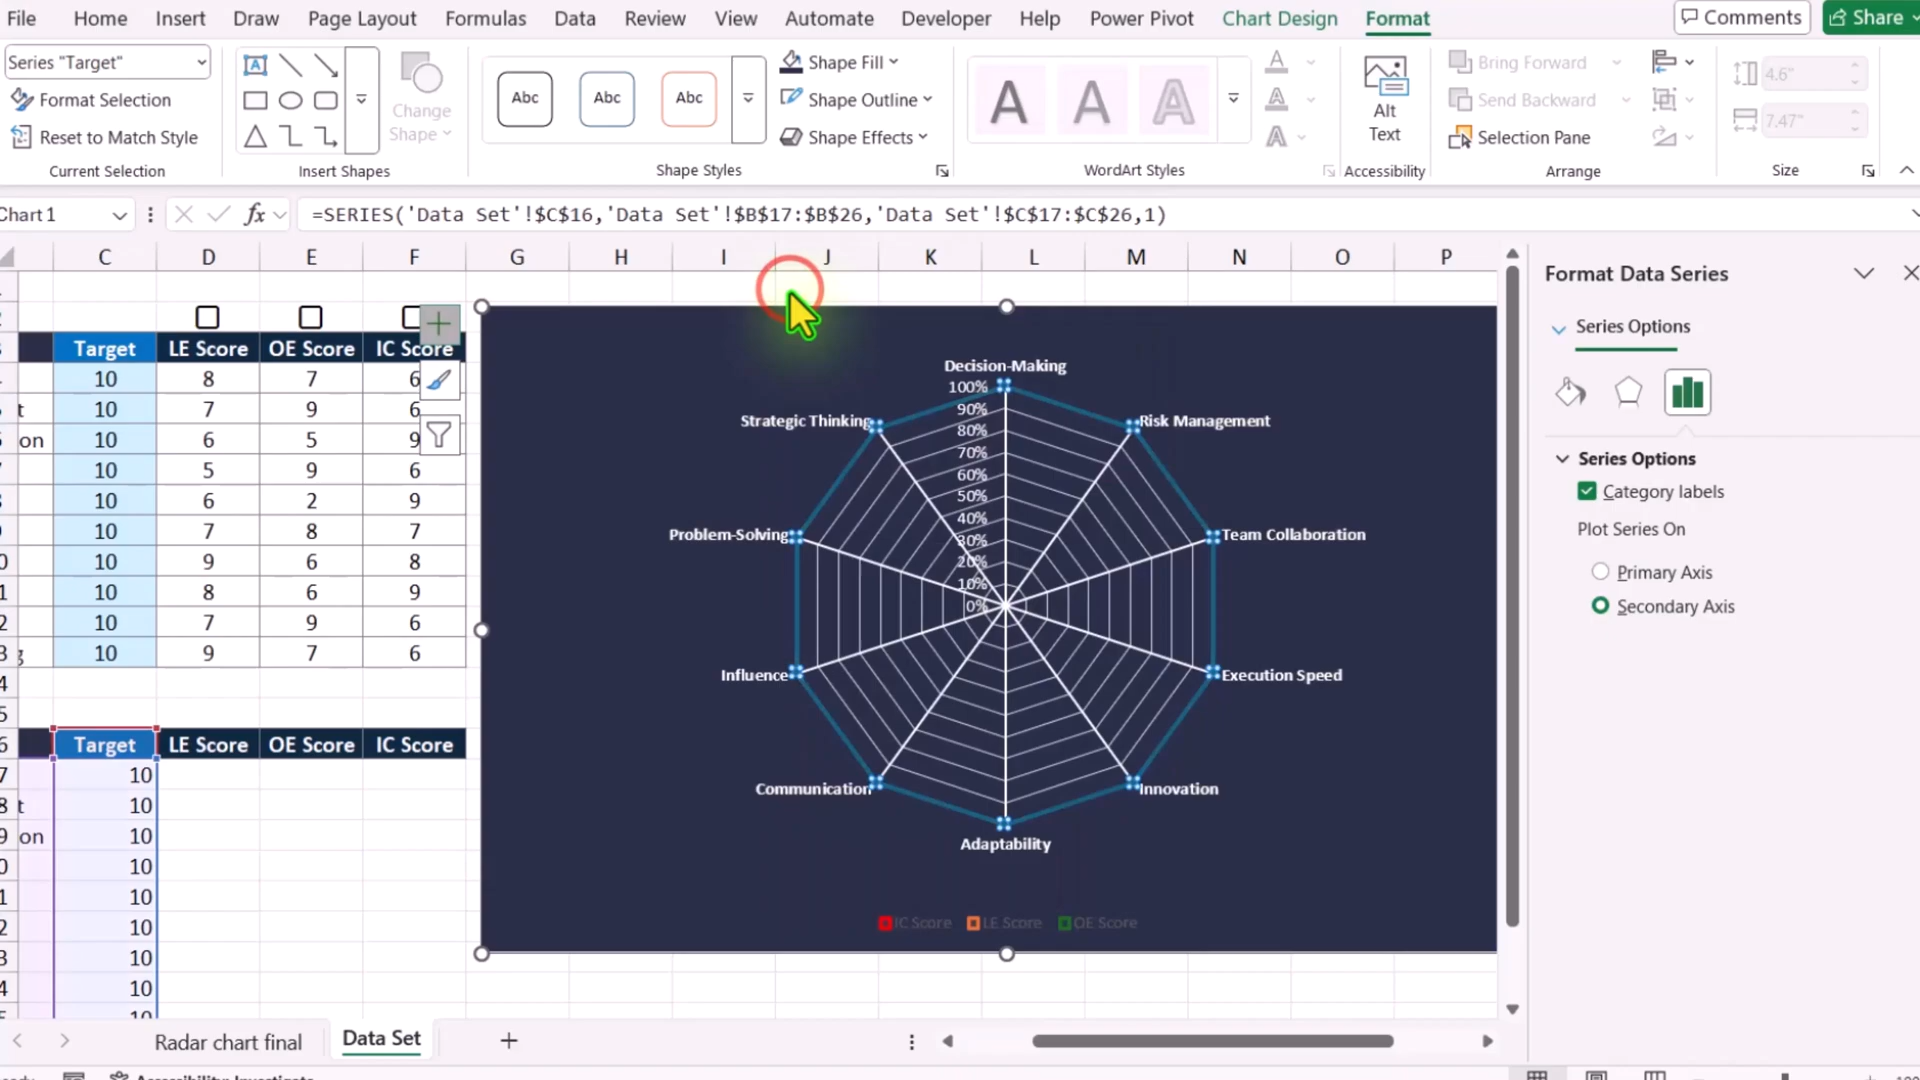 File Home Insert Draw Page Layout Formulas Data Review View Automate Developer Help Power Pivot Chart Design Format Comments Share
Series "Target"
Format Selection
Reset to Match Style
Current Selection
Change Shape
Insert Shapes
Abc Abc Abc
Shape Fill
Shape Outline
Shape Effects
Shape Styles
A A A
WordArt Styles
Alt Text
Accessibility
Bring Forward
Send Backward
Selection Pane
Arrange
4.6"
7.47"
Size
Chart 1 fx =SERIES('Data Set'!$C$16,'Data Set'!$B$17:$B$26,'Data Set'!$C$17:$C$26,1)
C D E F G H I J K L M N O P
Target LE Score OE Score IC Score
10 8 7 6
t 10 7 9 6
on 10 6 5 9
10 5 9 6
10 6 2 9
10 7 8 7
10 9 6 8
10 8 6 9
10 7 9 6
10 9 7 6
Target LE Score OE Score IC Score
10
t 10
on 10
10
10
10
10
10
10
Decision-Making
Risk Management
Team Collaboration
Execution Speed
Innovation
Adaptability
Communication
Influence
Problem-Solving
Strategic Thinking
100%
90%
80%
70%
60%
50%
40%
30%
20%
10%
0%
IC Score LE Score OE Score
Format Data Series
Series Options
Series Options
Category labels
Plot Series On
Primary Axis
Secondary Axis
Radar chart final Data Set
Accessibility: Investigate